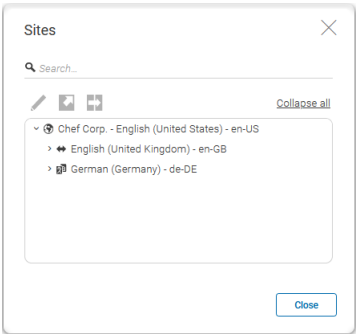 Sites
Search...
Collapse all
Chef Corp. - English (United States) - en-US
English (United Kingdom) - en-GB
German (Germany) - de-DE
Close